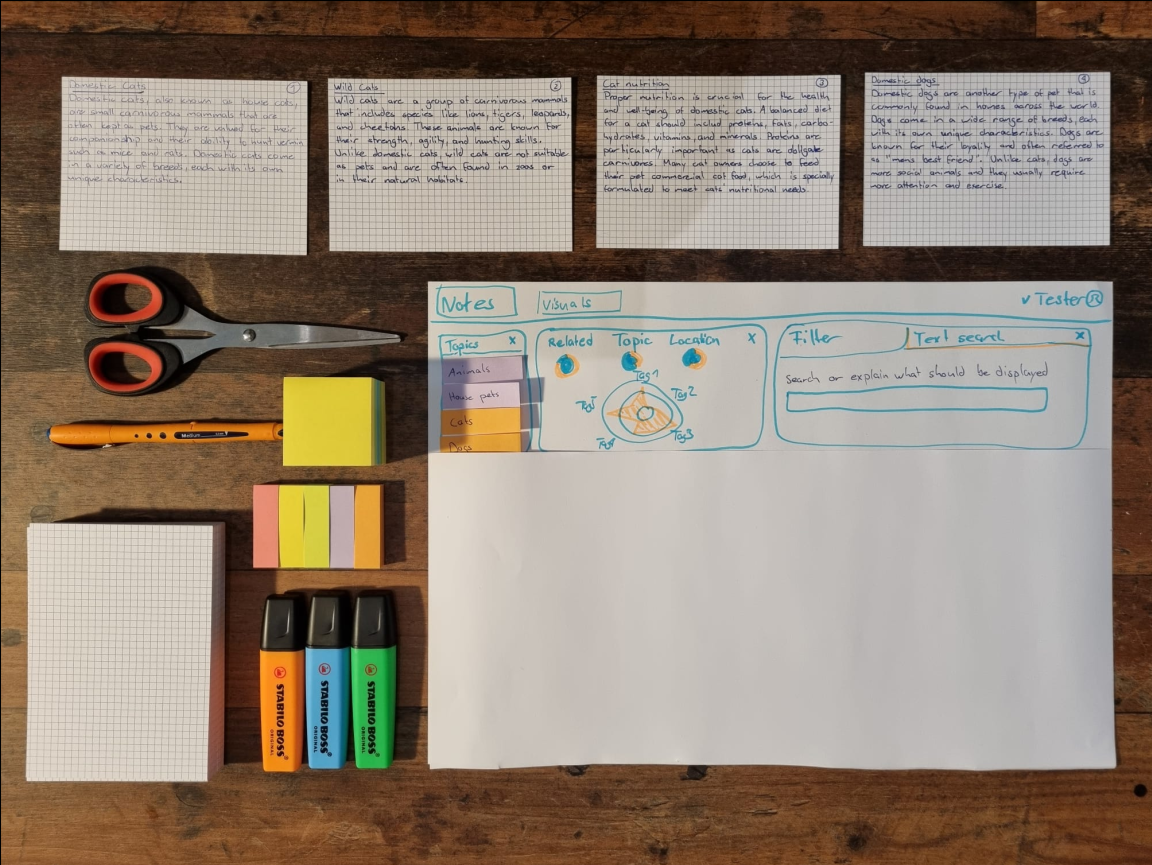 Domestic Cats
1
Domestic cats, also known as house cats,
are small carnivorous mammals that are
often kept as pets. They are valued for their
companionship and their ability to hunt vermin
such as mice and rats. Domestic cats come
in a variety of breeds, each with its own
unique characteristics.
Wild Cats
2
Wild cats are a group of carnivorous mammals
that includes species like lions, tigers, leopards,
and cheetahs. These animals are known for
their strength, agility, and hunting skills.
Unlike domestic cats, wild cats are not suitable
as pets and are often found in zoos or
in their natural habitats.
Cat nutrition
3
Proper nutrition is crucial for the health
and well-being of domestic cats. A balanced diet
for a cat should includ proteins, fats, carbo-
hydrates, vitamins, and minerals. Proteins are
particularly important as cats are obligate
carnivores. Many cat owners choose to feed
their pet commercial cat food, which is specially
formulated to meet cats' nutritional needs.
Domestic dogs
4
Domestic dogs are another type of pet that is
commonly found in homes across the world.
Dogs come in a wide range of breeds, each
with its own unique characteristics. Dogs are
known for their loyalty and often referred to
as "mans best friend". Unlike cats, dogs are
more social animals and they usually require
more attention and exercise.
Notes
Visuals
Tester R
Topics x
Animals
House pets
Cats
Dogs
Related Topic Location x
Tag 1
Tag 2
Tag 3
Tag 4
Tag 5
Filter
Text search x
Search or explain what should be displayed
STABILO BOSS
ORIGINAL
STABILO BOSS
ORIGINAL
STABILO BOSS
ORIGINAL